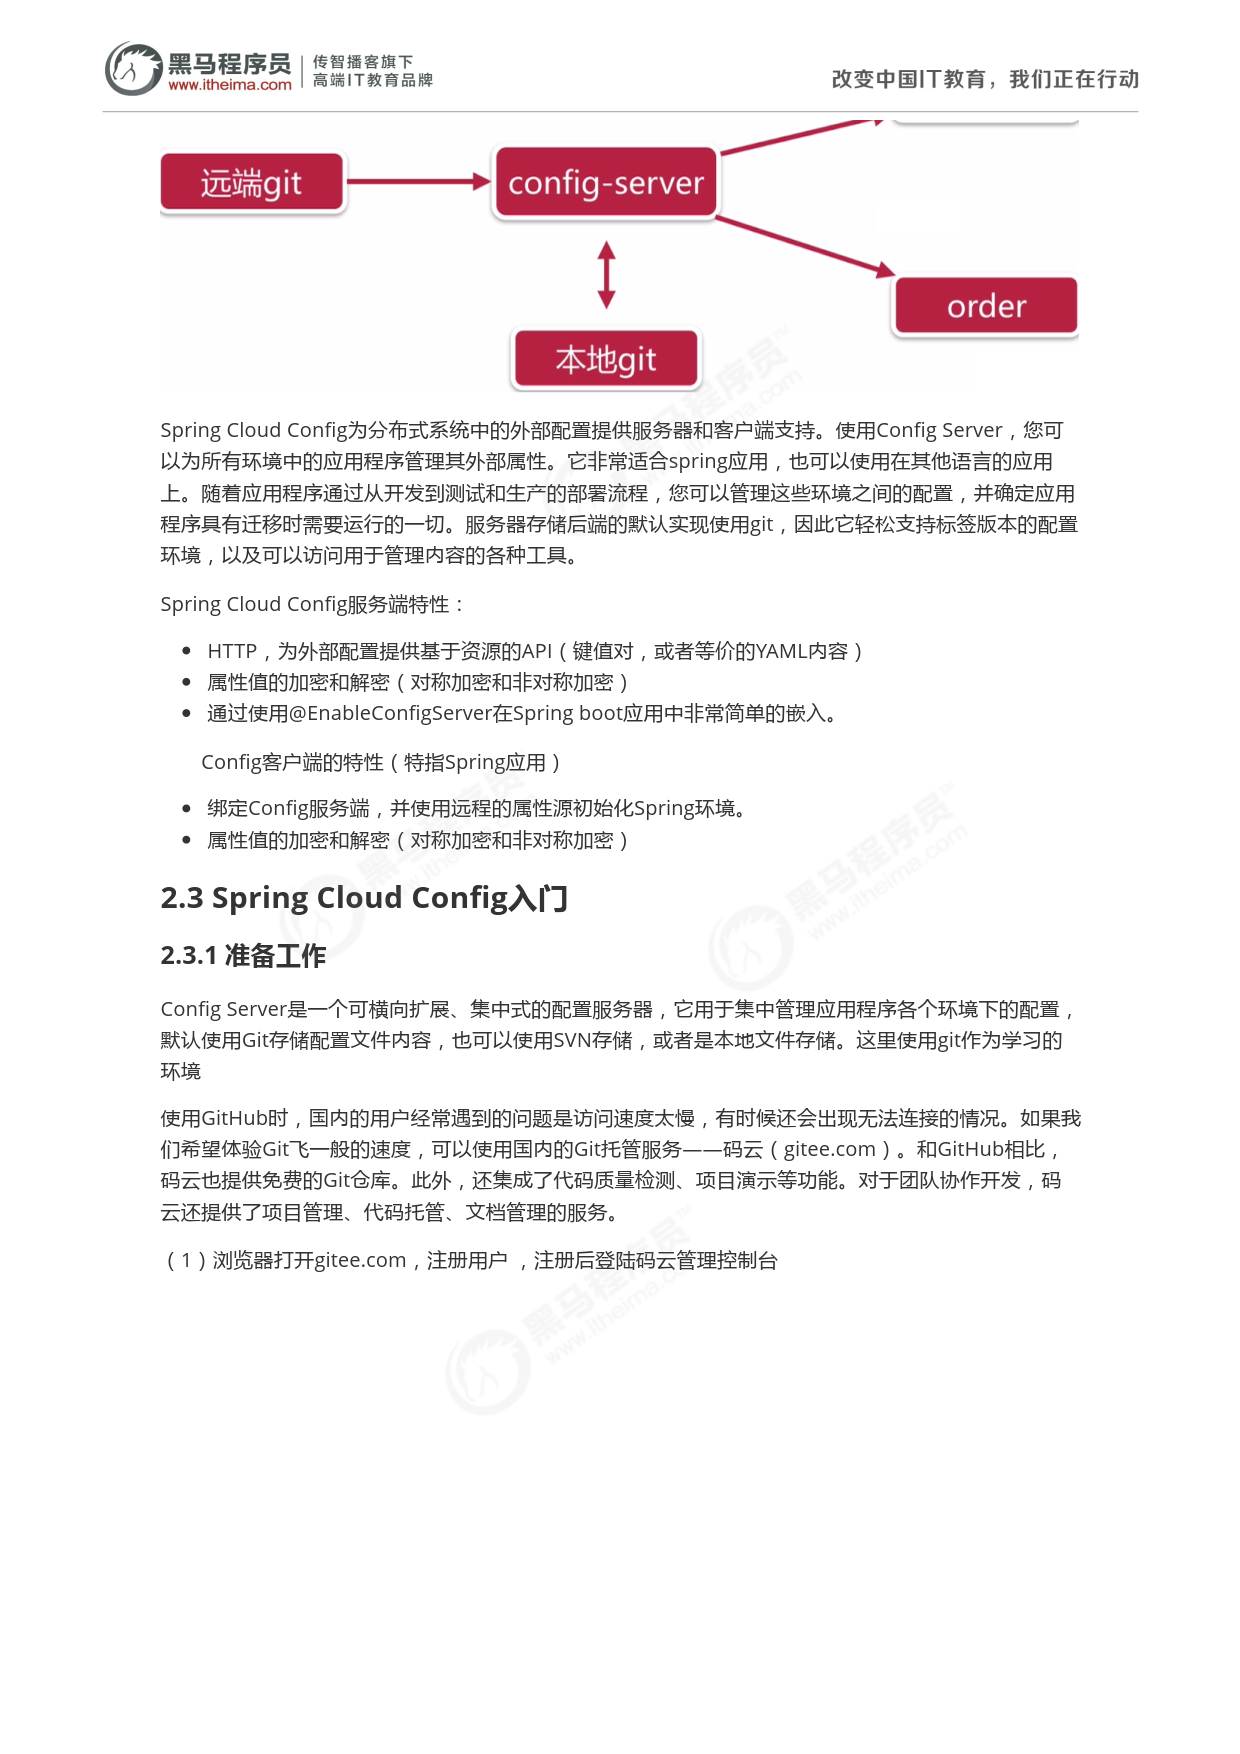 黑马程序员
www.itheima.com
传智播客旗下
高端IT教育品牌
改变中国IT教育，我们正在行动
远端git
config-server
order
本地git
Spring Cloud Config为分布式系统中的外部配置提供服务器和客户端支持。使用Config Server，您可
以为所有环境中的应用程序管理其外部属性。它非常适合spring应用，也可以使用在其他语言的应用
上。随着应用程序通过从开发到测试和生产的部署流程，您可以管理这些环境之间的配置，并确定应用
程序具有迁移时需要运行的一切。服务器存储后端的默认实现使用git，因此它轻松支持标签版本的配置
环境，以及可以访问用于管理内容的各种工具。
Spring Cloud Config服务端特性：
HTTP，为外部配置提供基于资源的API（键值对，或者等价的YAML内容）
属性值的加密和解密（对称加密和非对称加密）
通过使用@EnableConfigServer在Spring boot应用中非常简单的嵌入。
Config客户端的特性（特指Spring应用）
绑定Config服务端，并使用远程的属性源初始化Spring环境。
属性值的加密和解密（对称加密和非对称加密）
2.3 Spring Cloud Config入门
2.3.1 准备工作
Config Server是一个可横向扩展、集中式的配置服务器，它用于集中管理应用程序各个环境下的配置，
默认使用Git存储配置文件内容，也可以使用SVN存储，或者是本地文件存储。这里使用git作为学习的
环境
使用GitHub时，国内的用户经常遇到的问题是访问速度太慢，有时候还会出现无法连接的情况。如果我
们希望体验Git飞一般的速度，可以使用国内的Git托管服务——码云（gitee.com）。和GitHub相比，
码云也提供免费的Git仓库。此外，还集成了代码质量检测、项目演示等功能。对于团队协作开发，码
云还提供了项目管理、代码托管、文档管理的服务。
（1）浏览器打开gitee.com，注册用户 ，注册后登陆码云管理控制台